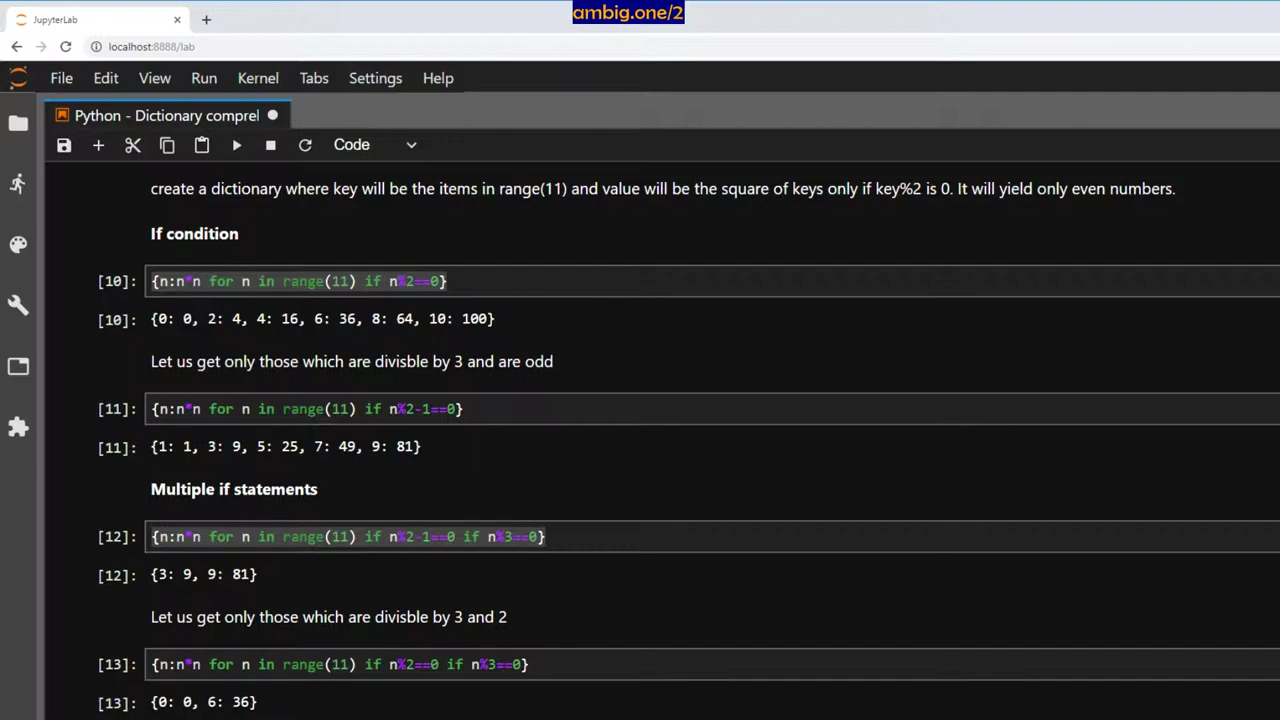 ambig.one/2
JupyterLab
localhost:8888/lab
File Edit View Run Kernel Tabs Settings Help
Python - Dictionary comprel
Code
create a dictionary where key will be the items in range(11) and value will be the square of keys only if key%2 is 0. It will yield only even numbers.
If condition
[10]: {n:n*n for n in range(11) if n%2==0}
[10]: {0: 0, 2: 4, 4: 16, 6: 36, 8: 64, 10: 100}
Let us get only those which are divisble by 3 and are odd
[11]: {n:n*n for n in range(11) if n%2-1==0}
[11]: {1: 1, 3: 9, 5: 25, 7: 49, 9: 81}
Multiple if statements
[12]: {n:n*n for n in range(11) if n%2-1==0 if n%3==0}
[12]: {3: 9, 9: 81}
Let us get only those which are divisble by 3 and 2
[13]: {n:n*n for n in range(11) if n%2==0 if n%3==0}
[13]: {0: 0, 6: 36}